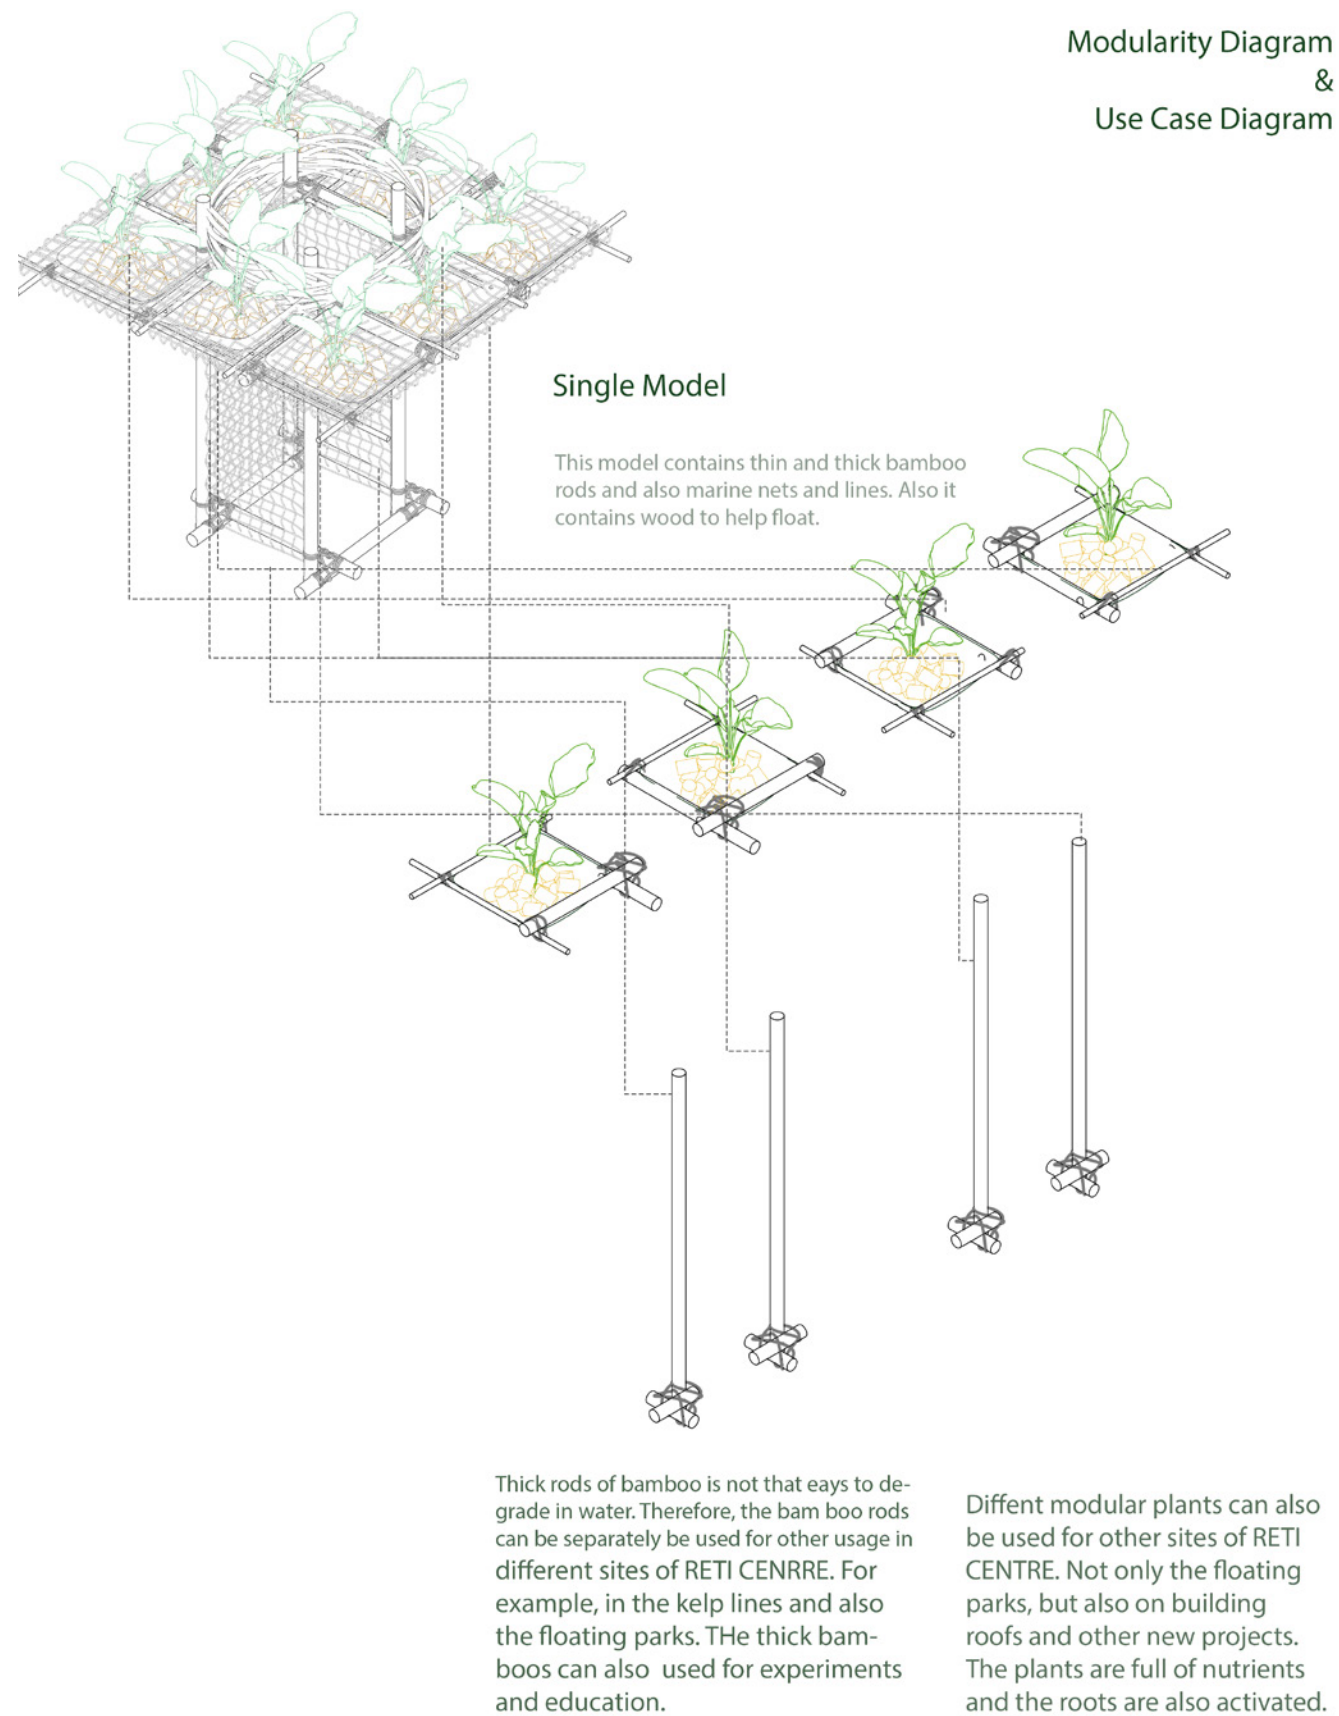 Modularity Diagram
&
Use Case Diagram
Single Model
This model contains thin and thick bamboo
rods and also marine nets and lines. Also it
contains wood to help float.
Thick rods of bamboo is not that eays to de-
grade in water. Therefore, the bam boo rods
can be separately be used for other usage in
different sites of RETI CENRRE. For
example, in the kelp lines and also
the floating parks. THe thick bam-
boos can also  used for experiments
and education.
Diffent modular plants can also
be used for other sites of RETI
CENTRE. Not only the floating
parks, but also on building
roofs and other new projects.
The plants are full of nutrients
and the roots are also activated.